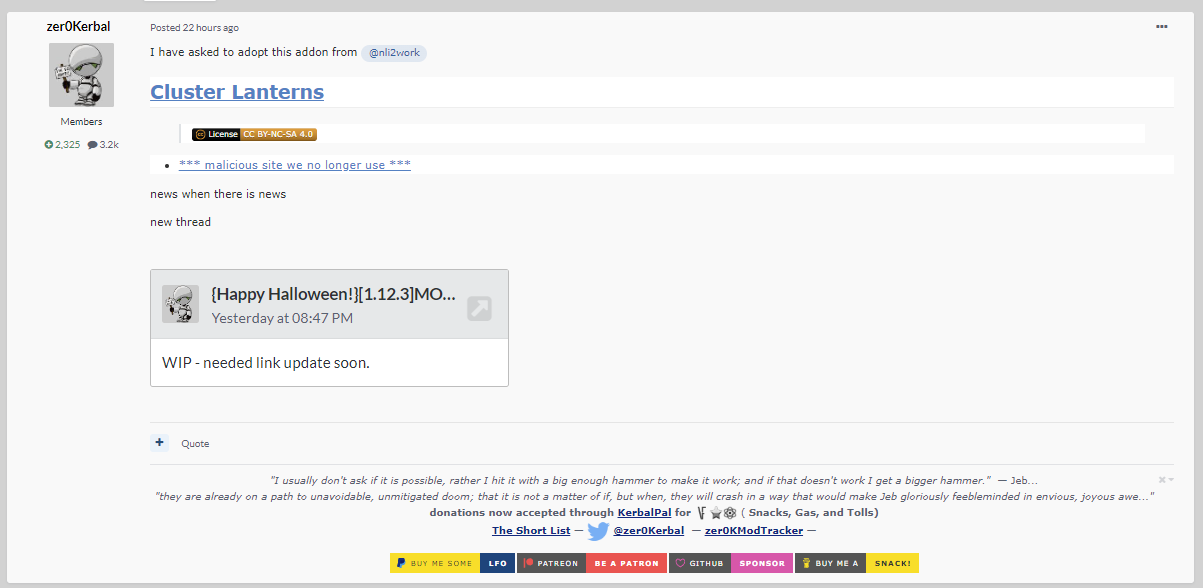 zer0Kerbal
Posted 22 hours ago
I have asked to adopt this addon from @nli2work
Cluster Lanterns
cc License CC BY-NC-SA 4.0
Members
2,325 3.2k
*** malicious site we no longer use ***
news when there is news
new thread
{Happy Halloween!}[1.12.3]MO...
Yesterday at 08:47 PM
WIP - needed link update soon.
+ Quote
"I usually don't ask if it is possible, rather I hit it with a big enough hammer to make it work; and if that doesn't work I get a bigger hammer." — Jeb...
"they are already on a path to unavoidable, unmitigated doom; that it is not a matter of if, but when, they will crash in a way that would make Jeb gloriously feebleminded in envious, joyous awe..."
donations now accepted through KerbalPal for ( Snacks, Gas, and Tolls)
The Short List — @zer0Kerbal — zer0KModTracker —
BUY ME SOME LFO PATREON BE A PATRON GITHUB SPONSOR BUY ME A SNACK!